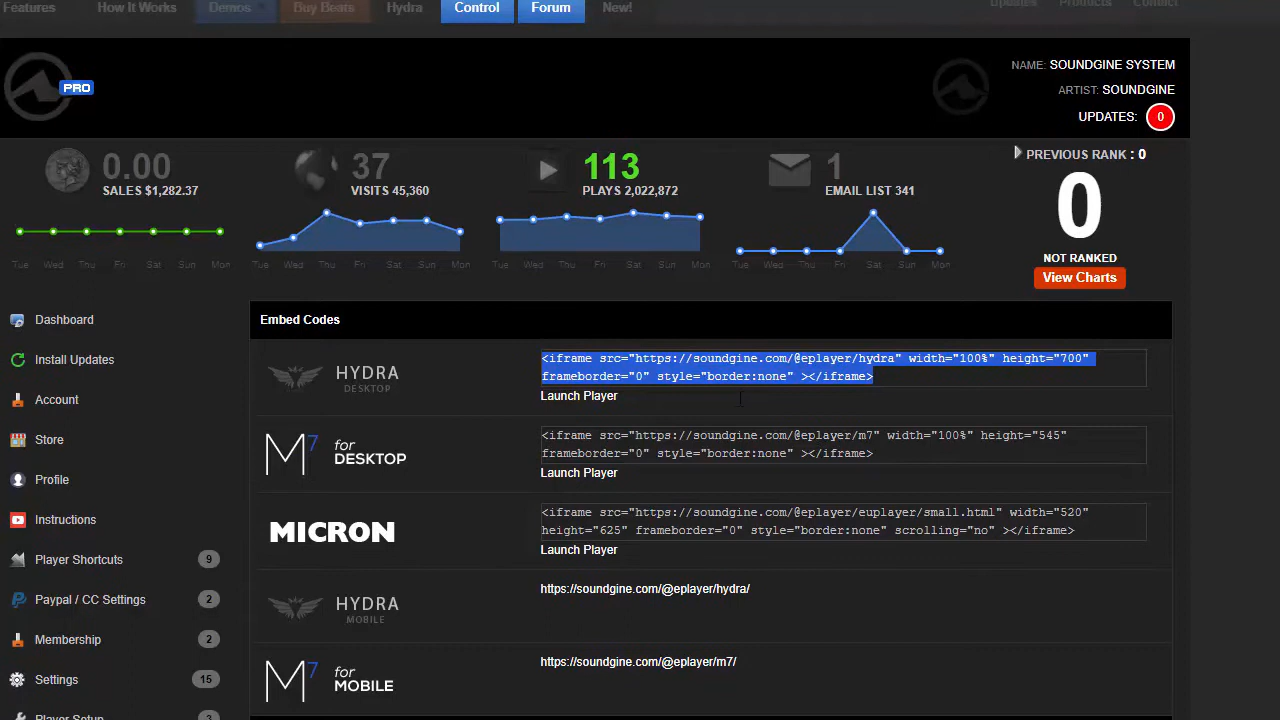 Features How It Works Demos Buy Beats Hydra Control Forum New! Updates Products Contact
PRO
NAME: SOUNDGINE SYSTEM
ARTIST: SOUNDGINE
UPDATES: 0
0.00
SALES $1,282.37
37
VISITS 45,360
113
PLAYS 2,022,872
1
EMAIL LIST 341
PREVIOUS RANK : 0
0
NOT RANKED
View Charts
Tue Wed Thu Fri Sat Sun Mon
Tue Wed Thu Fri Sat Sun Mon
Tue Wed Thu Fri Sat Sun Mon
Tue Wed Thu Fri Sat Sun Mon
Dashboard
Install Updates
Account
Store
Profile
Instructions
Player Shortcuts 9
Paypal / CC Settings 2
Membership 2
Settings 15
Player Setup 3
Embed Codes
HYDRA
DESKTOP
<iframe src="https://soundgine.com/@eplayer/hydra" width="100%" height="700"
frameborder="0" style="border:none" ></iframe>
Launch Player
M7 for
DESKTOP
<iframe src="https://soundgine.com/@eplayer/m7" width="100%" height="545"
frameborder="0" style="border:none" ></iframe>
Launch Player
MICRON
<iframe src="https://soundgine.com/@eplayer/euplayer/small.html" width="520"
height="625" frameborder="0" style="border:none" scrolling="no" ></iframe>
Launch Player
HYDRA
MOBILE
https://soundgine.com/@eplayer/hydra/
M7 for
MOBILE
https://soundgine.com/@eplayer/m7/